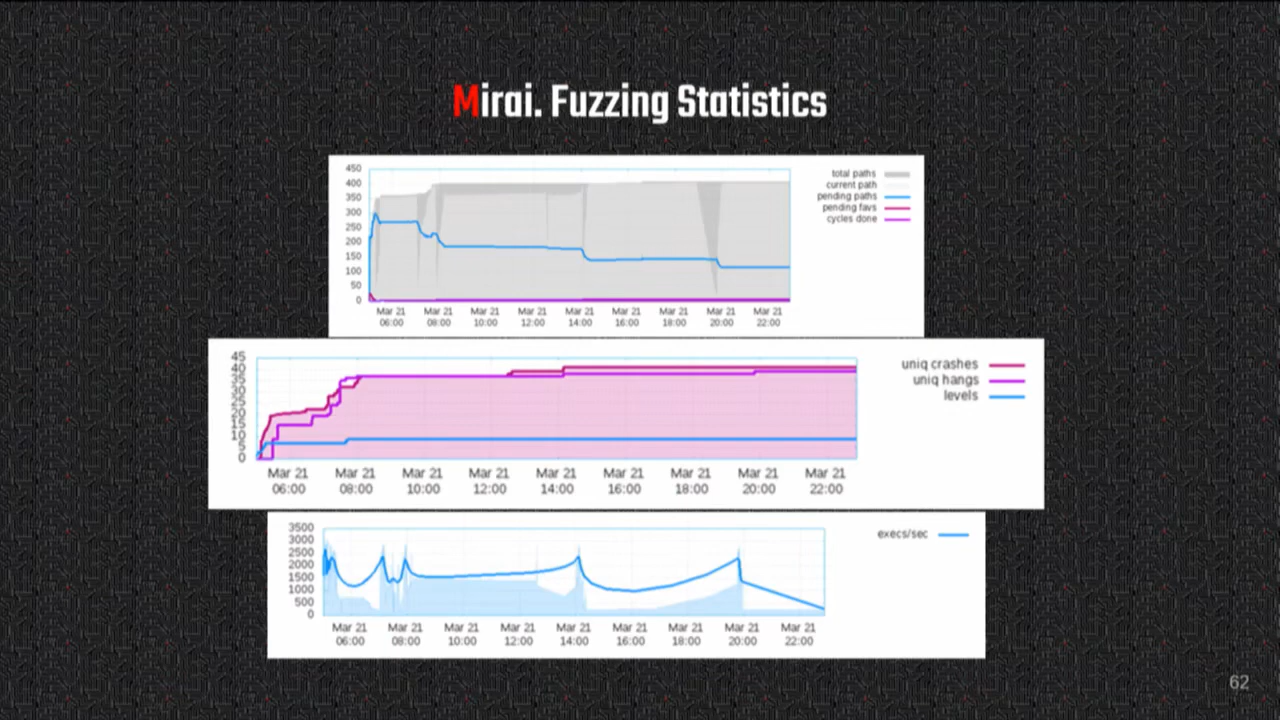 Mirai. Fuzzing Statistics
450
400
350
300
250
200
150
100
50
0
Mar 21 Mar 21 Mar 21 Mar 21 Mar 21 Mar 21 Mar 21 Mar 21 Mar 21
06:00 08:00 10:00 12:00 14:00 16:00 18:00 20:00 22:00
total paths
current path
pending paths
pending favs
cycles done
45
40
35
30
25
20
15
10
5
0
Mar 21 Mar 21 Mar 21 Mar 21 Mar 21 Mar 21 Mar 21 Mar 21 Mar 21
06:00 08:00 10:00 12:00 14:00 16:00 18:00 20:00 22:00
uniq crashes
uniq hangs
levels
3500
3000
2500
2000
1500
1000
500
0
Mar 21 Mar 21 Mar 21 Mar 21 Mar 21 Mar 21 Mar 21 Mar 21 Mar 21
06:00 08:00 10:00 12:00 14:00 16:00 18:00 20:00 22:00
execs/sec
62